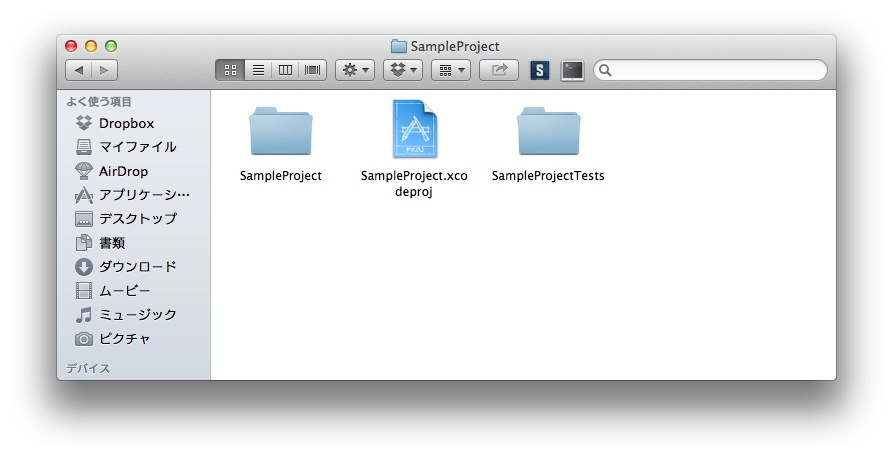 SampleProject
S
よく使う項目
Dropbox
マイファイル
AirDrop
アプリケーシ…
デスクトップ
書類
ダウンロード
ムービー
ミュージック
ピクチャ
デバイス
PROJ
SampleProject
SampleProject.xco
deproj
SampleProjectTests